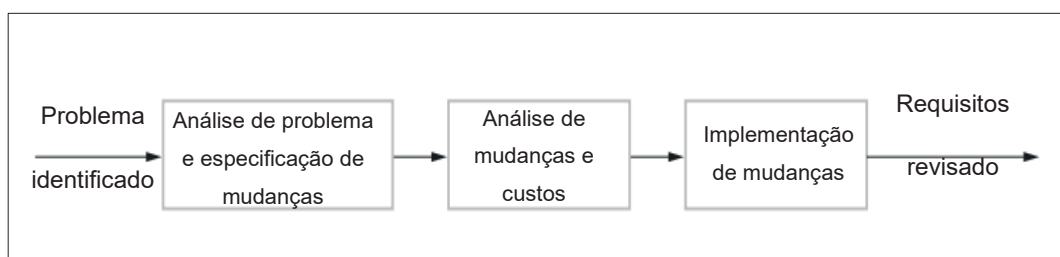 Problema
identificado
Análise de problema
e especificação de
mudanças
Análise de
mudanças e
custos
Implementação
de mudanças
Requisitos
revisado